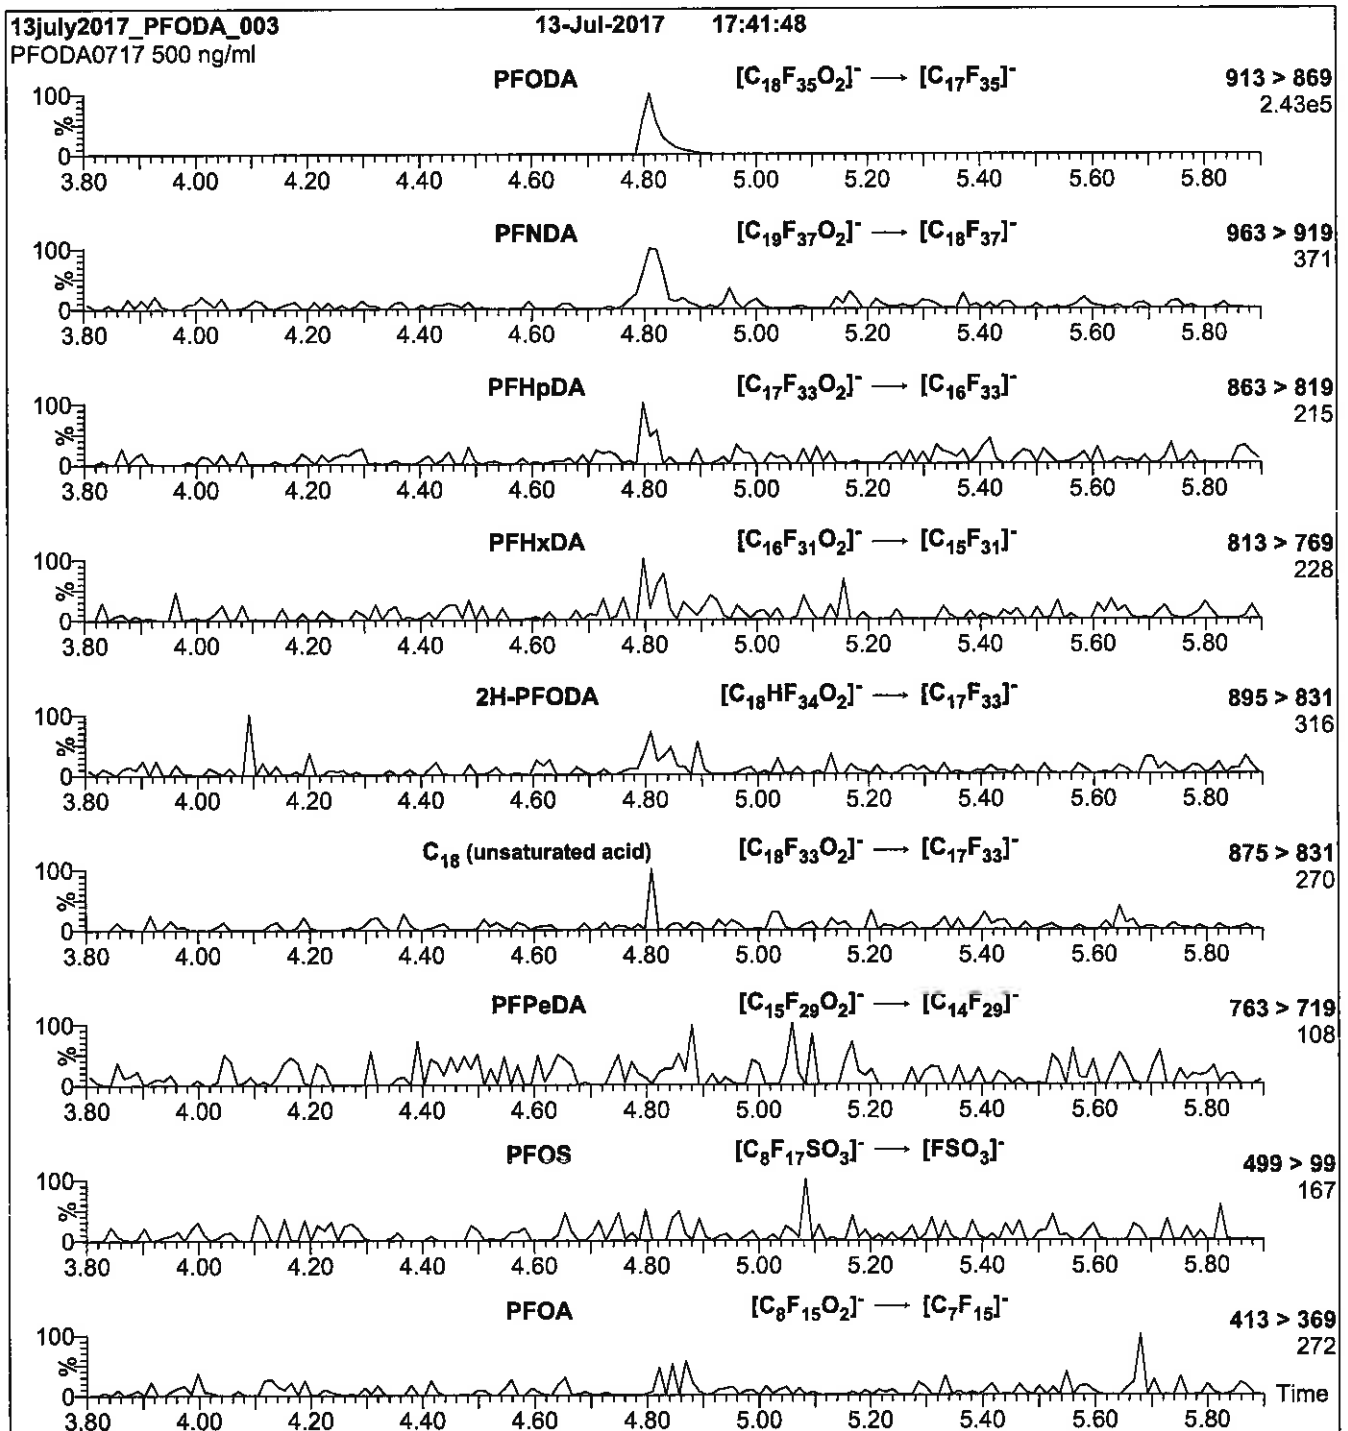 13july2017_PFODA_003 13-Jul-2017 17:41:48
PFODA0717 500 ng/ml
PFODA [C18F35O2]- → [C17F35]- 913 > 869
2.43e5
100
%
0
3.80 4.00 4.20 4.40 4.60 4.80 5.00 5.20 5.40 5.60 5.80
PFNDA [C19F37O2]- → [C18F37]- 963 > 919
371
100
%
0
3.80 4.00 4.20 4.40 4.60 4.80 5.00 5.20 5.40 5.60 5.80
PFHpDA [C17F33O2]- → [C16F33]- 863 > 819
215
100
%
0
3.80 4.00 4.20 4.40 4.60 4.80 5.00 5.20 5.40 5.60 5.80
PFHxDA [C16F31O2]- → [C15F31]- 813 > 769
228
100
%
0
3.80 4.00 4.20 4.40 4.60 4.80 5.00 5.20 5.40 5.60 5.80
2H-PFODA [C18HF34O2]- → [C17F33]- 895 > 831
316
100
%
0
3.80 4.00 4.20 4.40 4.60 4.80 5.00 5.20 5.40 5.60 5.80
C18 (unsaturated acid) [C18F33O2]- → [C17F33]- 875 > 831
270
100
%
0
3.80 4.00 4.20 4.40 4.60 4.80 5.00 5.20 5.40 5.60 5.80
PFPeDA [C15F29O2]- → [C14F29]- 763 > 719
108
100
%
0
3.80 4.00 4.20 4.40 4.60 4.80 5.00 5.20 5.40 5.60 5.80
PFOS [C8F17SO3]- → [FSO3]- 499 > 99
167
100
%
0
3.80 4.00 4.20 4.40 4.60 4.80 5.00 5.20 5.40 5.60 5.80
PFOA [C8F15O2]- → [C7F15]- 413 > 369
272
100
%
0 Time
3.80 4.00 4.20 4.40 4.60 4.80 5.00 5.20 5.40 5.60 5.80